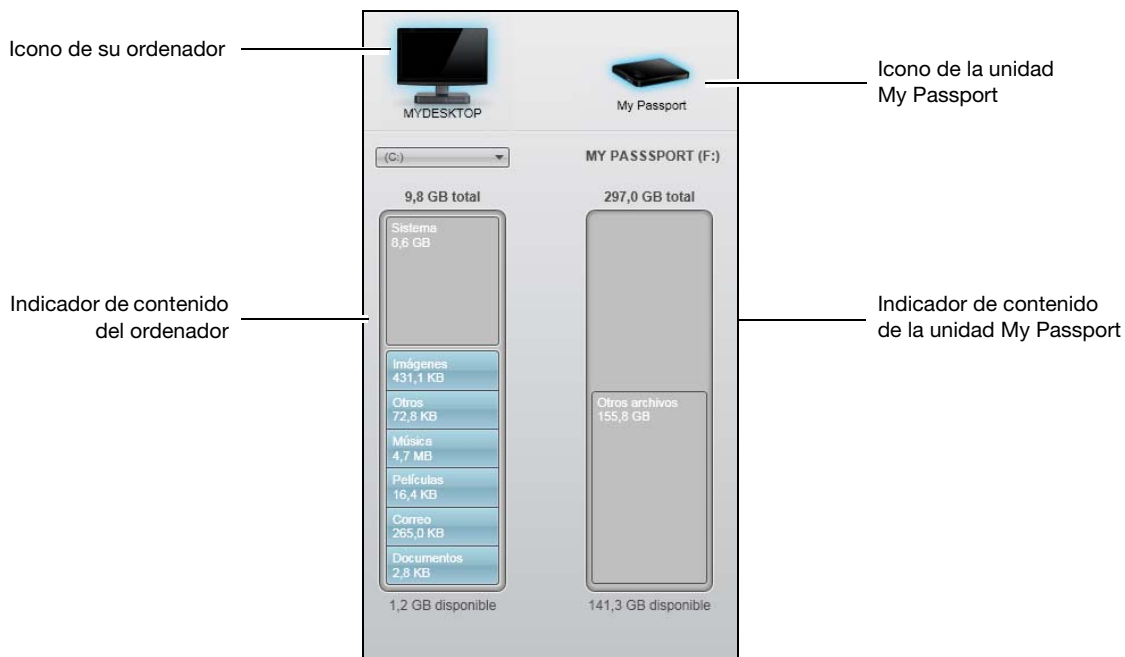 Icono de su ordenador
MYDESKTOP
My Passport
Icono de la unidad
My Passport
(C:)
MY PASSSPORT (F:)
9,8 GB total
297,0 GB total
Sistema
8,6 GB
Indicador de contenido
del ordenador
Indicador de contenido
de la unidad My Passport
Imágenes
431,1 KB
Otros
72,8 KB
Música
4,7 MB
Películas
16,4 KB
Correo
265,0 KB
Documentos
2,8 KB
Otros archivos
155,8 GB
1,2 GB disponible
141,3 GB disponible